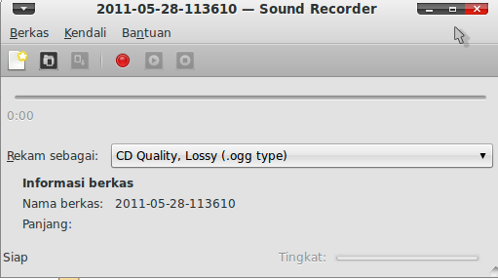 2011-05-28-113610 — Sound Recorder
Berkas Kendali Bantuan
0:00
Rekam sebagai: CD Quality, Lossy (.ogg type)
Informasi berkas
Nama berkas: 2011-05-28-113610
Panjang:
Siap Tingkat: